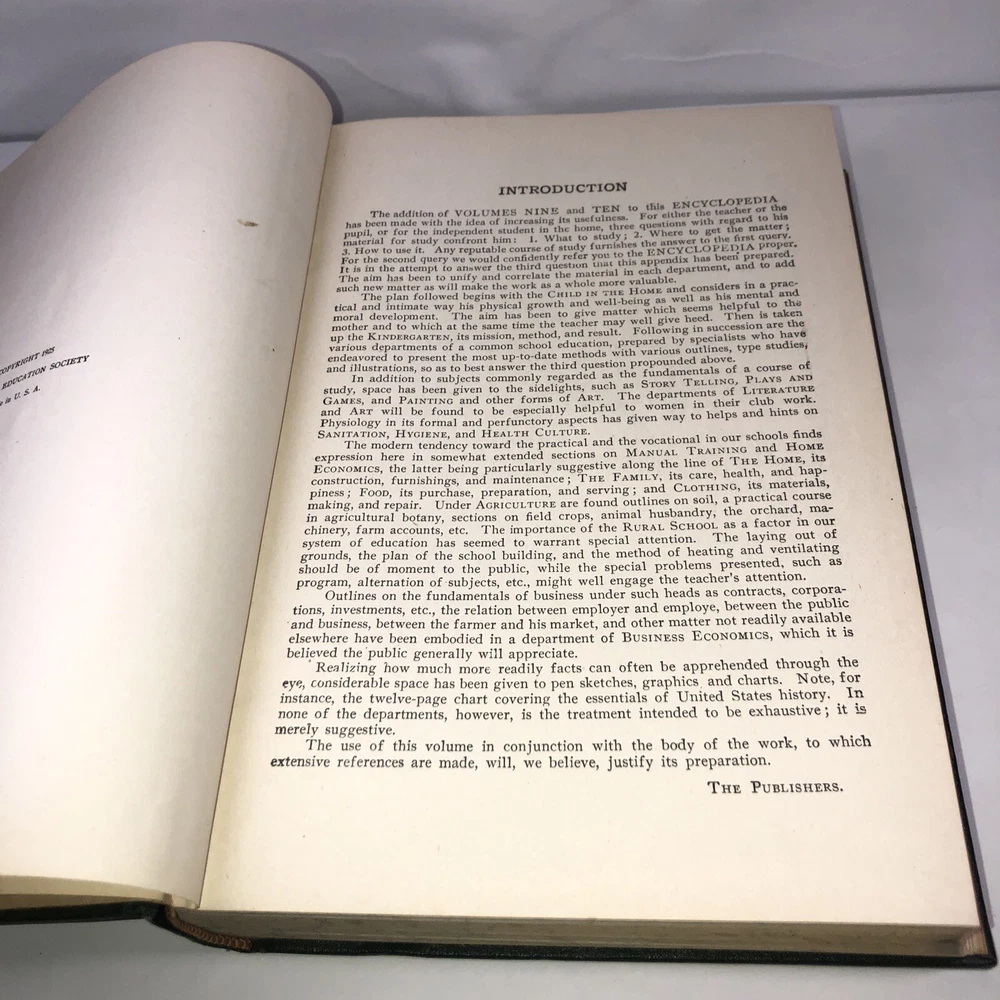 COPYRIGHT 1925
EDUCATION SOCIETY
in U. S. A.
INTRODUCTION
The addition of VOLUMES NINE and TEN to this ENCYCLOPEDIA
has been made with the idea of increasing its usefulness. For either the teacher or the
pupil, or for the independent student in the home, three questions with regard to his
material for study confront him: 1. What to study; 2. Where to get the matter;
3. How to use it. Any reputable course of study furnishes the answer to the first query.
For the second query we would confidently refer you to the ENCYCLOPEDIA proper.
It is in the attempt to answer the third question that this appendix has been prepared.
The aim has been to unify and correlate the material in each department, and to add
such new matter as will make the work as a whole more valuable.
The plan followed begins with the CHILD IN THE HOME and considers in a prac-
tical and intimate way his physical growth and well-being as well as his mental and
moral development. The aim has been to give matter which seems helpful to the
mother and to which at the same time the teacher may well give heed. Then is taken
up the KINDERGARTEN, its mission, method, and result. Following in succession are the
various departments of a common school education, prepared by specialists who have
endeavored to present the most up-to-date methods with various outlines, type studies,
and illustrations, so as to best answer the third question propounded above.
In addition to subjects commonly regarded as the fundamentals of a course of
study, space has been given to the sidelights, such as STORY TELLING, PLAYS AND
GAMES, and PAINTING and other forms of ART. The departments of LITERATURE
and ART will be found to be especially helpful to women in their club work.
Physiology in its formal and perfunctory aspects has given way to helps and hints on
SANITATION, HYGIENE, and HEALTH CULTURE.
The modern tendency toward the practical and the vocational in our schools finds
expression here in somewhat extended sections on MANUAL TRAINING and HOME
ECONOMICS, the latter being particularly suggestive along the line of THE HOME, its
construction, furnishings, and maintenance; THE FAMILY, its care, health, and hap-
piness; FOOD, its purchase, preparation, and serving; and CLOTHING, its materials,
making, and repair. Under AGRICULTURE are found outlines on soil, a practical course
in agricultural botany, sections on field crops, animal husbandry, the orchard, ma-
chinery, farm accounts, etc. The importance of the RURAL SCHOOL as a factor in our
system of education has seemed to warrant special attention. The laying out of
grounds, the plan of the school building, and the method of heating and ventilating
should be of moment to the public, while the special problems presented, such as
program, alternation of subjects, etc., might well engage the teacher's attention.
Outlines on the fundamentals of business under such heads as contracts, corpora-
tions, investments, etc., the relation between employer and employe, between the public
and business, between the farmer and his market, and other matter not readily available
elsewhere have been embodied in a department of BUSINESS ECONOMICS, which it is
believed the public generally will appreciate.
Realizing how much more readily facts can often be apprehended through the
eye, considerable space has been given to pen sketches, graphics and charts. Note, for
instance, the twelve-page chart covering the essentials of United States history. In
none of the departments, however, is the treatment intended to be exhaustive; it is
merely suggestive.
The use of this volume in conjunction with the body of the work, to which
extensive references are made, will, we believe, justify its preparation.
THE PUBLISHERS.